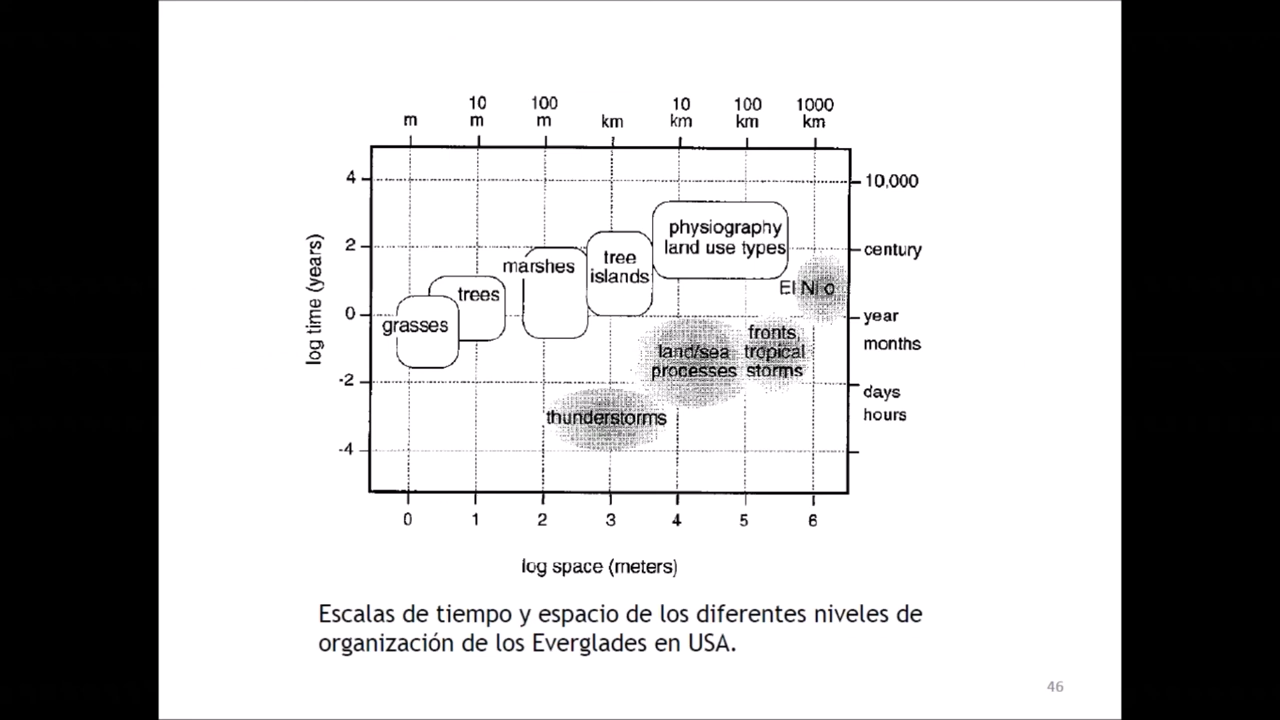 10 100 10 100 1000
m m m km km km km
4 10,000
physiography
2 land use types century
tree
marshes islands
trees El Ni o
0 year
grasses
fronts months
land/sea tropical
processes storms
-2
days
thunderstorms hours
-4
log time (years)
0 1 2 3 4 5 6
log space (meters)
Escalas de tiempo y espacio de los diferentes niveles de
organización de los Everglades en USA.
46